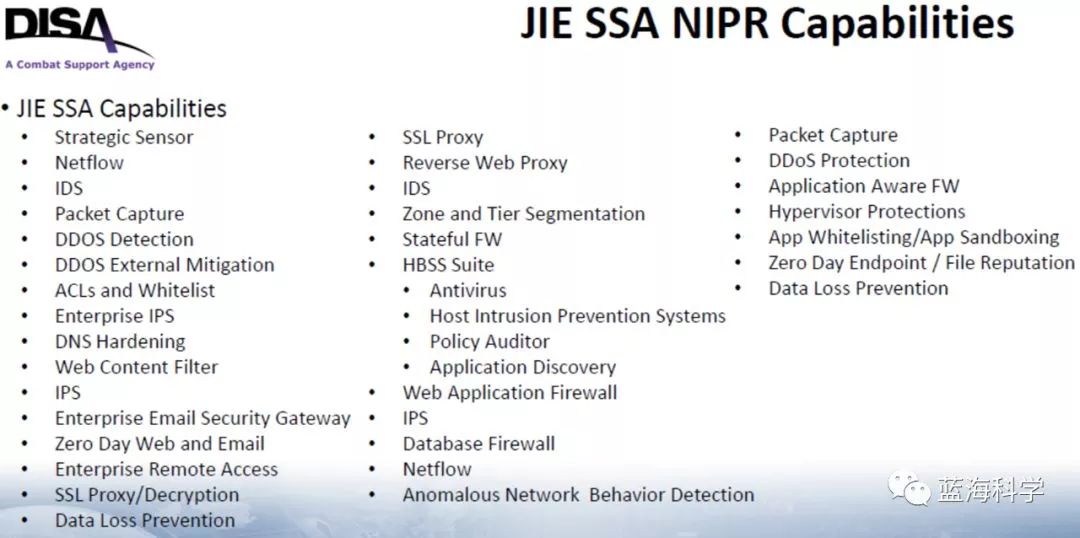 DISA
A Combat Support Agency
JIE SSA NIPR Capabilities
• JIE SSA Capabilities
• Strategic Sensor
• Netflow
• IDS
• Packet Capture
• DDOS Detection
• DDOS External Mitigation
• ACLs and Whitelist
• Enterprise IPS
• DNS Hardening
• Web Content Filter
• IPS
• Enterprise Email Security Gateway
• Zero Day Web and Email
• Enterprise Remote Access
• SSL Proxy/Decryption
• Data Loss Prevention
• SSL Proxy
• Reverse Web Proxy
• IDS
• Zone and Tier Segmentation
• Stateful FW
• HBSS Suite
• Antivirus
• Host Intrusion Prevention Systems
• Policy Auditor
• Application Discovery
• Web Application Firewall
• IPS
• Database Firewall
• Netflow
• Anomalous Network Behavior Detection
• Packet Capture
• DDoS Protection
• Application Aware FW
• Hypervisor Protections
• App Whitelisting/App Sandboxing
• Zero Day Endpoint / File Reputation
• Data Loss Prevention
蓝海科学